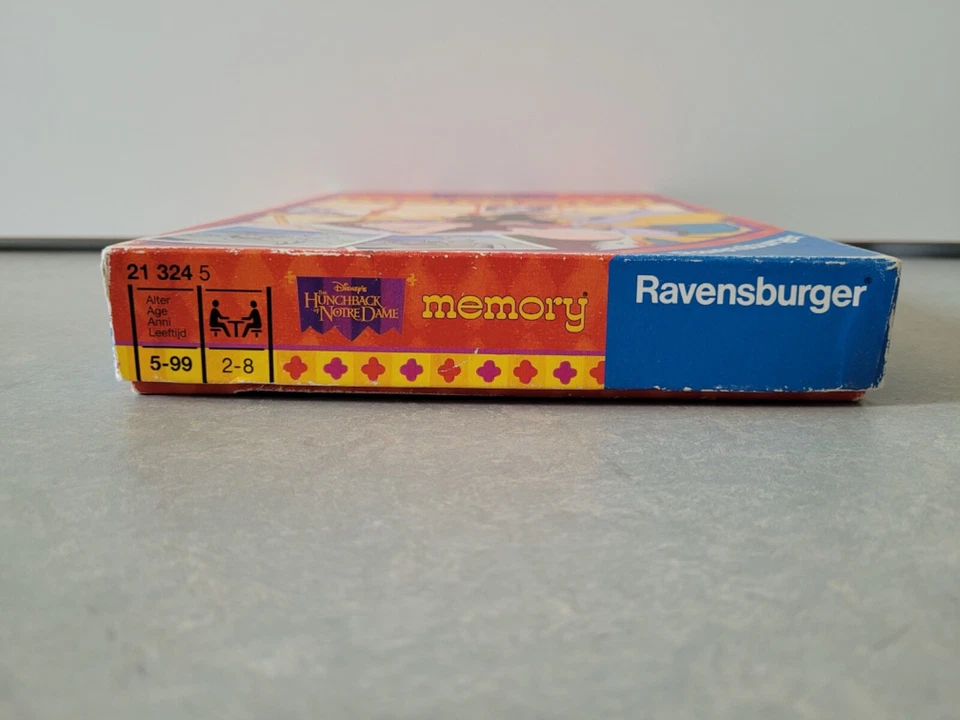 21 324 5
Alter
Age
Anni
Leeftijd
5-99
2-8
Disney's
The
HUNCHBACK
of NOTRE DAME
memory
Ravensburger